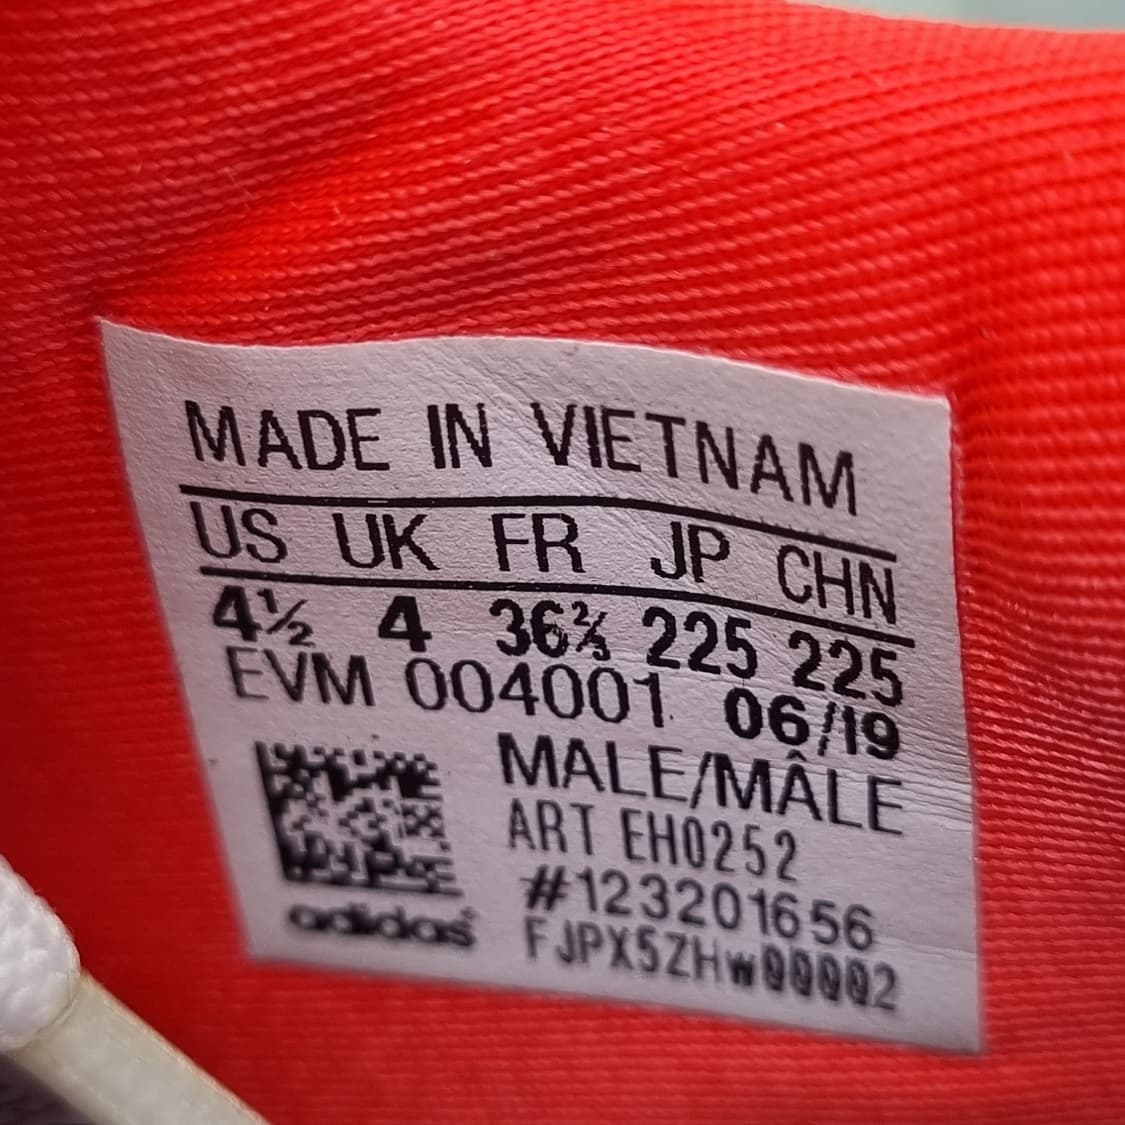 MADE IN VIETNAM
US UK FR JP CHN
4½ 4 36⅔ 225 225
EVM 004001 06/19
MALE/MÂLE
ART EH0252
#123201656
FJPX5ZHw00002
adidas